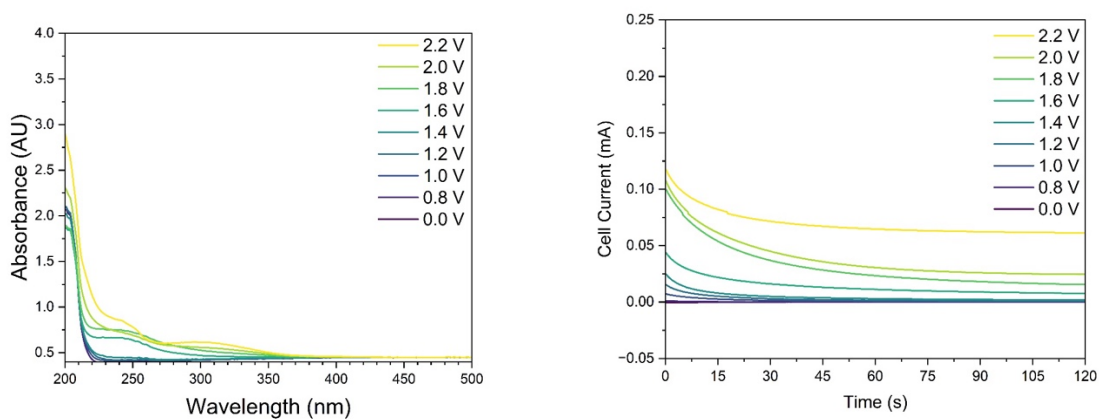 Absorbance (AU)
4.0
3.5
3.0
2.5
2.0
1.5
1.0
0.5
2.2 V
2.0 V
1.8 V
1.6 V
1.4 V
1.2 V
1.0 V
0.8 V
0.0 V
200 250 300 350 400 450 500
Wavelength (nm)
Cell Current (mA)
0.25
0.20
0.15
0.10
0.05
0.00
−0.05
2.2 V
2.0 V
1.8 V
1.6 V
1.4 V
1.2 V
1.0 V
0.8 V
0.0 V
0 15 30 45 60 75 90 105 120
Time (s)